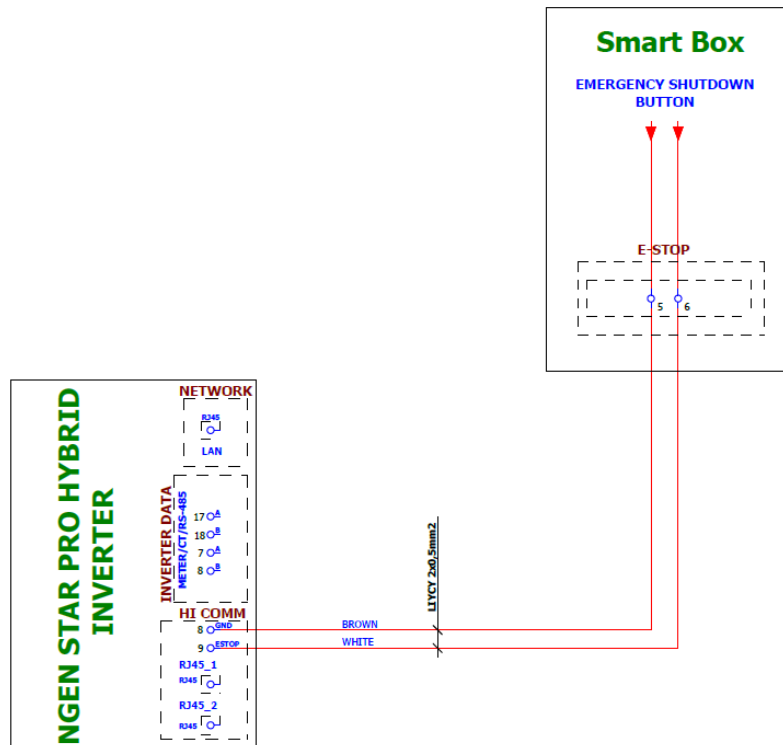 Smart Box
EMERGENCY SHUTDOWN
BUTTON
E-STOP
5
6
NGEN STAR PRO HYBRID
INVERTER
NETWORK
RJ45
LAN
INVERTER DATA
METER/CT/RS-485
17 A
18 B
7 A
8 B
HI COMM
8 GND
9 ESTOP
BROWN
WHITE
LIYCY 2x0,5mm2
RJ45_1
RJ45
RJ45_2
RJ45